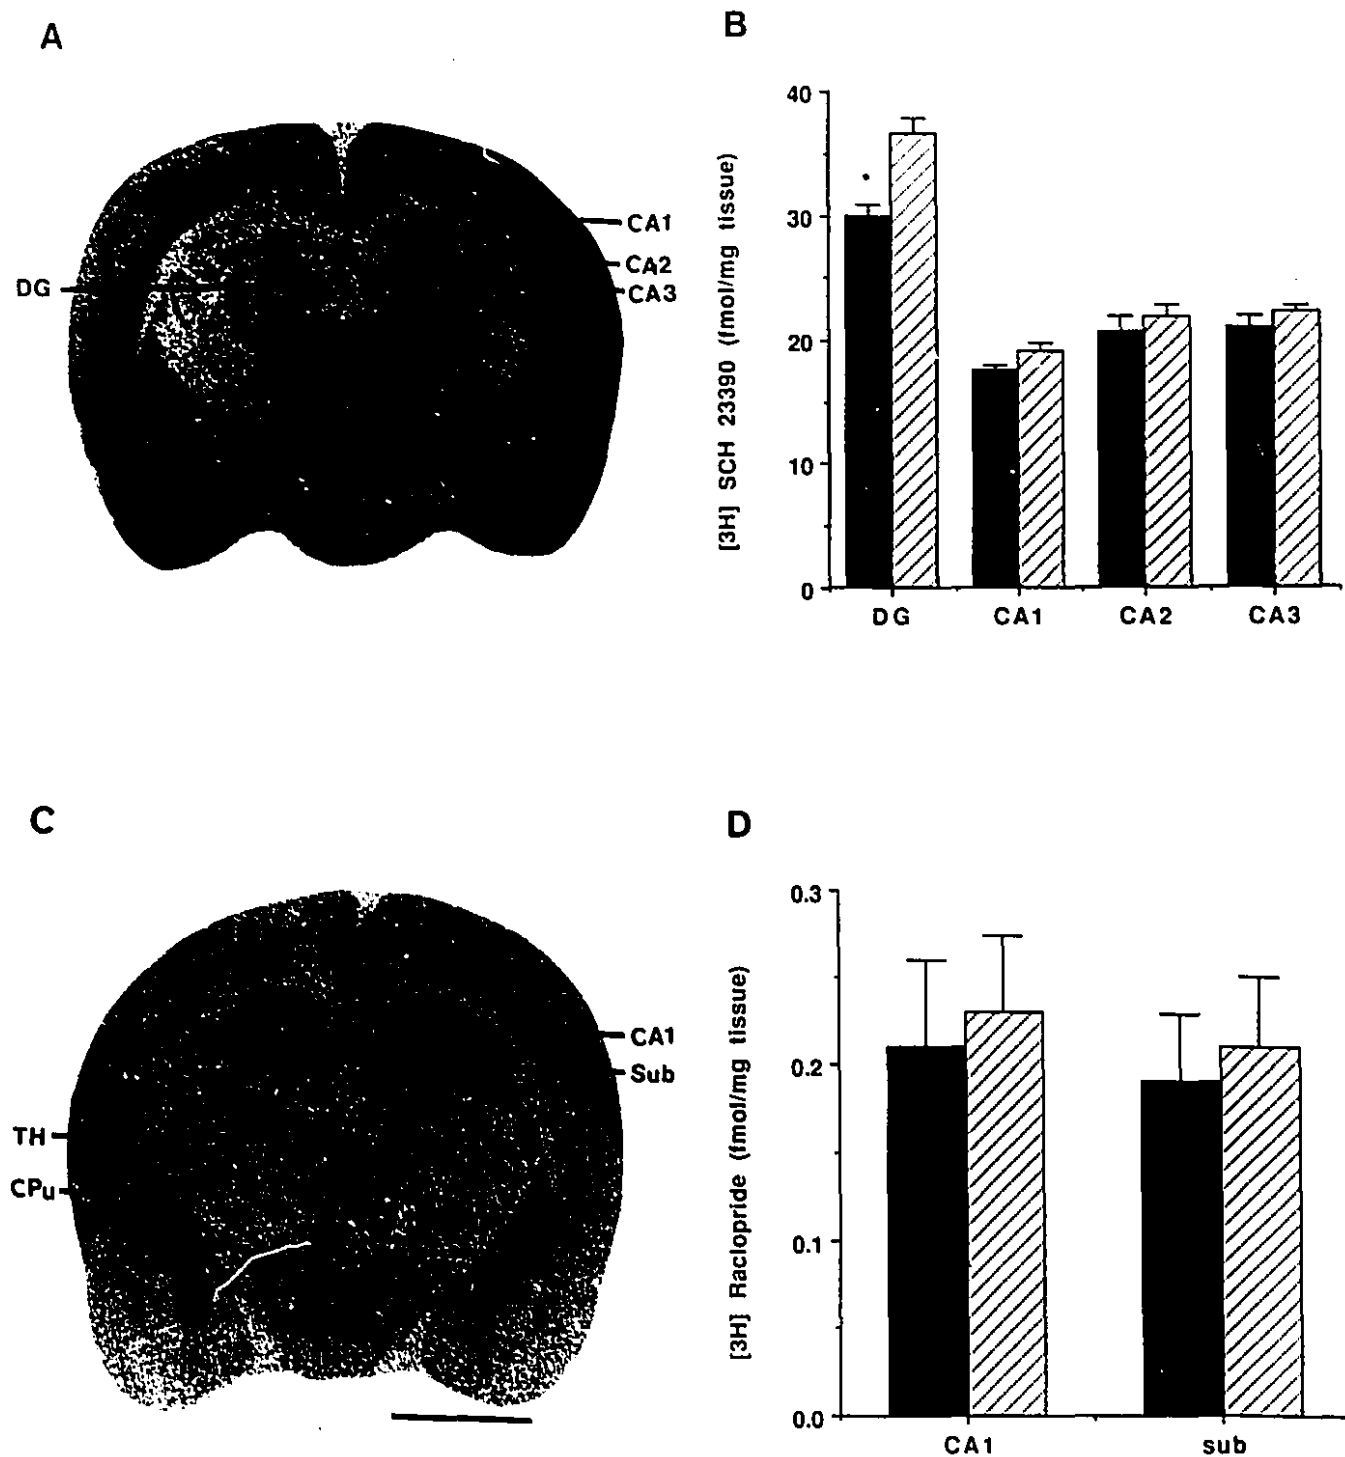 A
CA1
CA2
CA3
DG
B
[3H] SCH 23390 (fmol/mg tissue)
40
30
20
10
0
DG CA1 CA2 CA3
C
CA1
Sub
TH
CPu
D
[3H] Raclopride (fmol/mg tissue)
0.3
0.2
0.1
0.0
CA1 sub